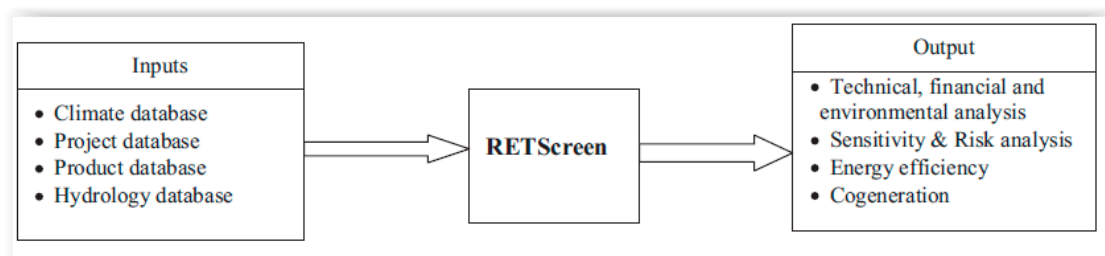 Inputs
• Climate database
• Project database
• Product database
• Hydrology database
RETScreen
Output
• Technical, financial and
environmental analysis
• Sensitivity & Risk analysis
• Energy efficiency
• Cogeneration